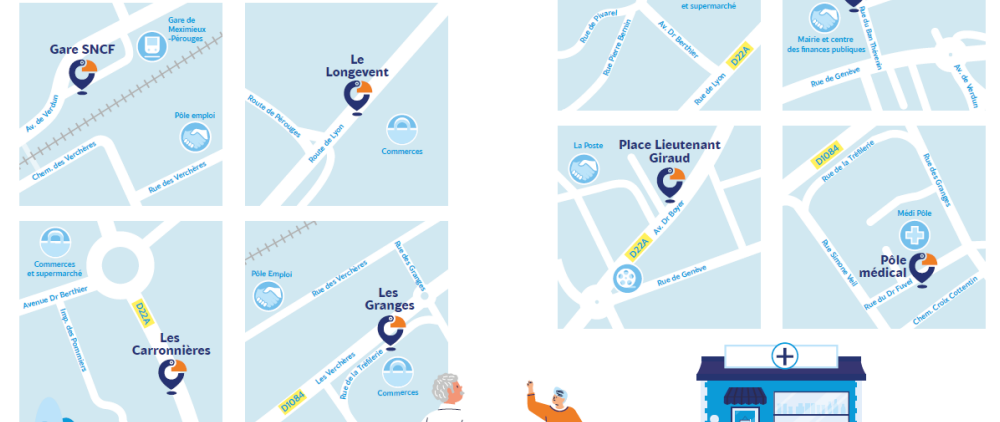 Gare de
Meximieux
-Pérouges
Gare SNCF
Av. de Verdun
Pôle emploi
Chem. des Verchères
Rue des Verchères
Le
Longevent
Route de Pérouges
Route de Lyon
Commerces
et supermarché
Rue de Pivarel
Rue Pierre Bernin
Av. Dr Berthier
D22A
Rue de Lyon
Mairie et centre
des finances publiques
Rue du Ban Thévenin
Rue de Genève
Av. de Verdun
La Poste
Place Lieutenant
Giraud
Av. Dr Boyer
D22A
Rue de Genève
D1084
Rue de la Tréfilerie
Rue des Granges
Médi Pôle
Pôle
médical
Rue Simone Veil
Rue du Dr Fuvel
Chem. Croix Cottentin
Commerces
et supermarché
Avenue Dr Berthier
Imp. des Pommiers
D22A
Les
Carronnières
Pôle Emploi
Rue des Verchères
Rue des Granges
Les
Granges
Les Verchères
Rue de la Tréfilerie
D1084
Commerces